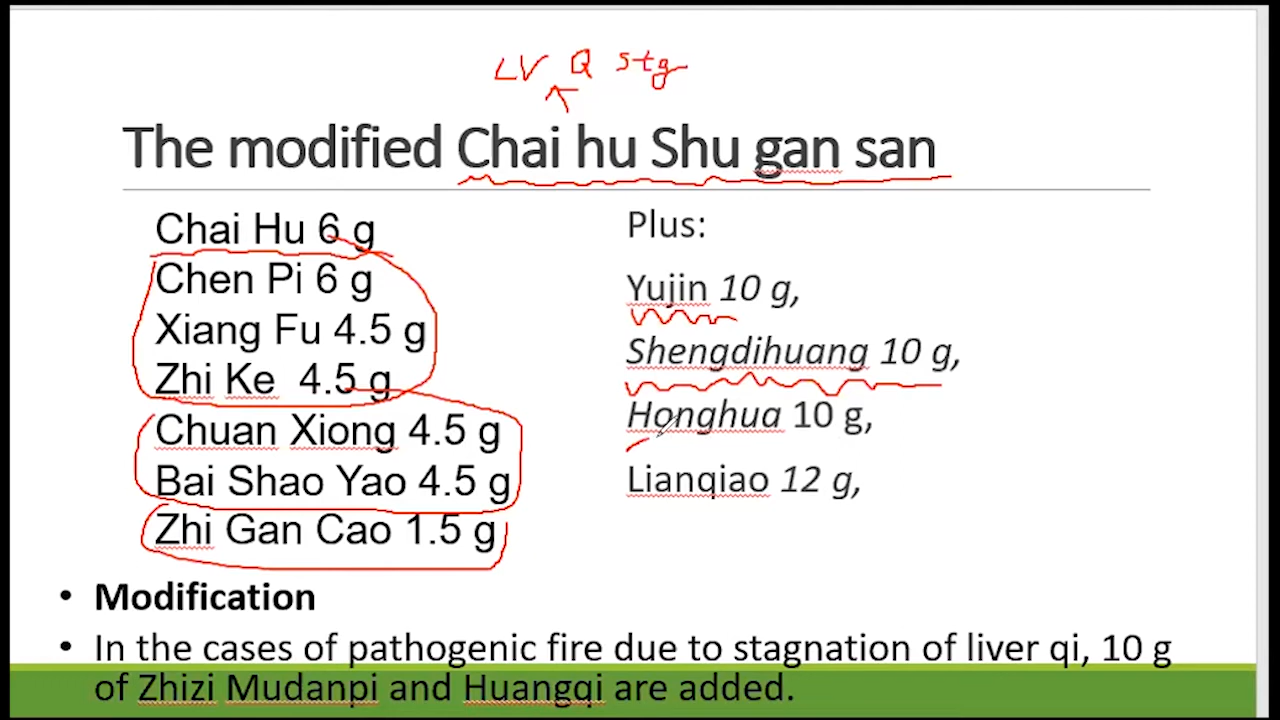 LV Q stg
The modified Chai hu Shu gan san
Chai Hu 6 g
Chen Pi 6 g
Xiang Fu 4.5 g
Zhi Ke 4.5 g
Chuan Xiong 4.5 g
Bai Shao Yao 4.5 g
Zhi Gan Cao 1.5 g
Plus:
Yujin 10 g,
Shengdihuang 10 g,
Honghua 10 g,
Lianqiao 12 g,
• Modification
• In the cases of pathogenic fire due to stagnation of liver qi, 10 g
of Zhizi Mudanpi and Huangqi are added.